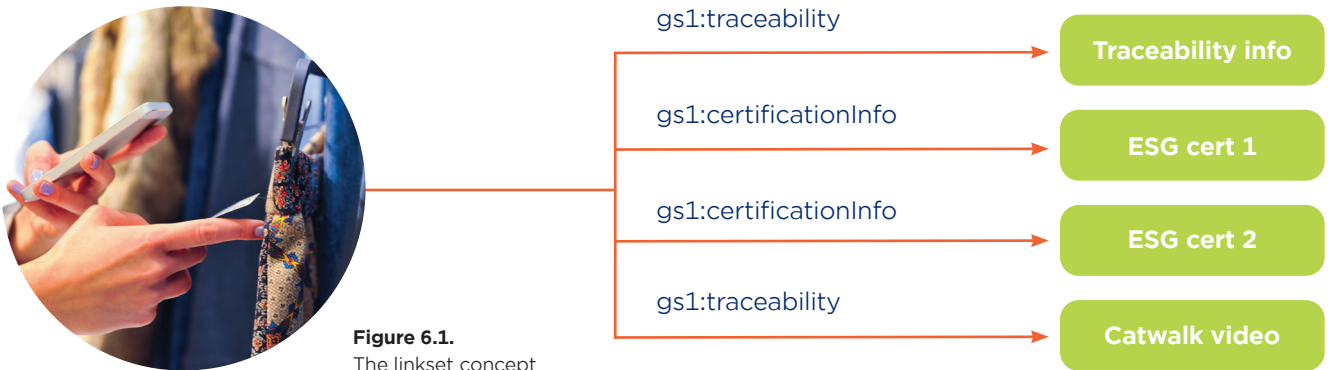 gs1:traceability
Traceability info
gs1:certificationInfo
ESG cert 1
gs1:certificationInfo
ESG cert 2
gs1:traceability
Catwalk video
Figure 6.1.
The linkset concept